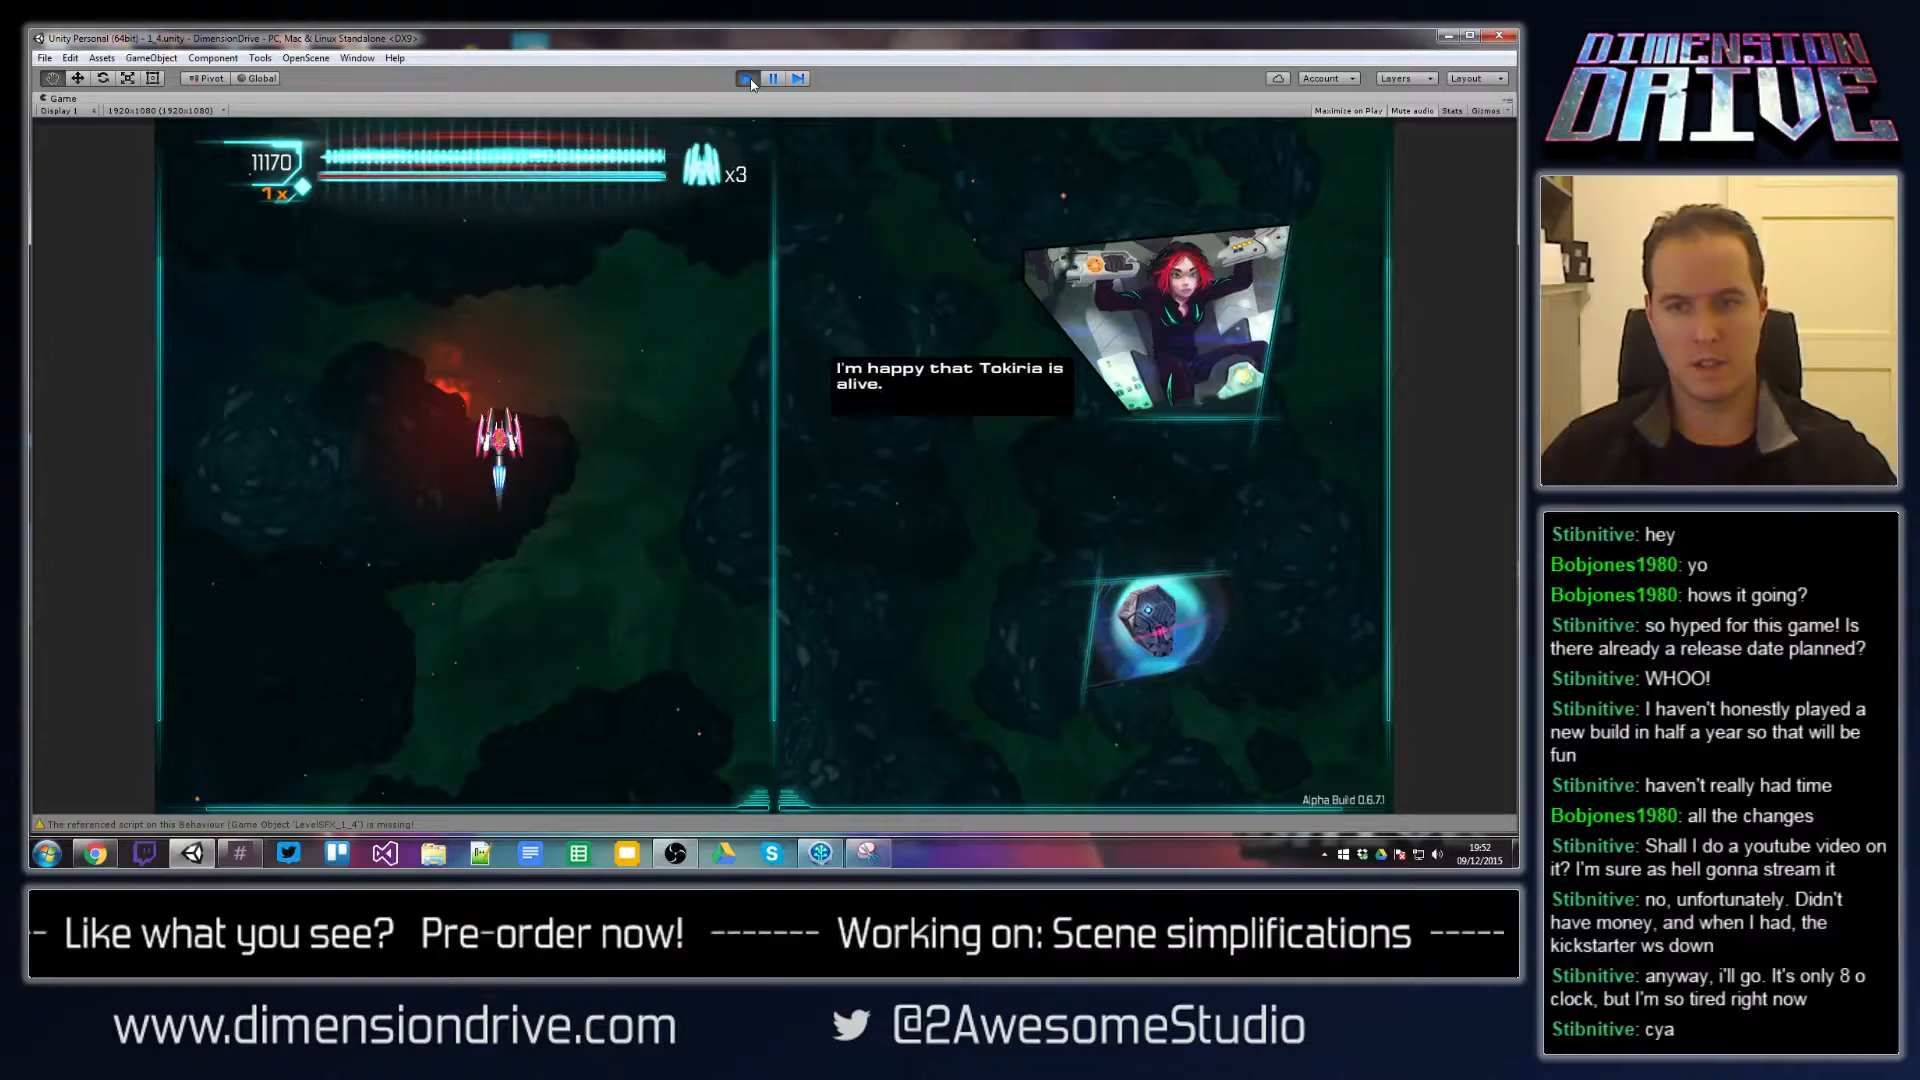 Unity Personal (64bit) - 1_4.unity - DimensionDrive - PC, Mac & Linux Standalone <DX9>
File Edit Assets GameObject Component Tools OpenScene Window Help
Pivot Global Account Layers Layout
Game
Display 1 1920x1080 (1920x1080) Maximize on Play Mute audio Stats Gizmos
11170
1x
x3
I'm happy that Tokiria is
alive.
Alpha Build 0.6.7.1
The referenced script on this Behaviour (Game Object 'LevelSFX_1_4') is missing!
19:52
09/12/2015
DIMENSION
DRIVE
Stibnitive: hey
Bobjones1980: yo
Bobjones1980: hows it going?
Stibnitive: so hyped for this game! Is
there already a release date planned?
Stibnitive: WHOO!
Stibnitive: I haven't honestly played a
new build in half a year so that will be
fun
Stibnitive: haven't really had time
Bobjones1980: all the changes
Stibnitive: Shall I do a youtube video on
it? I'm sure as hell gonna stream it
Stibnitive: no, unfortunately. Didn't
have money, and when I had, the
kickstarter ws down
Stibnitive: anyway, i'll go. It's only 8 o
clock, but I'm so tired right now
Stibnitive: cya
-- Like what you see? Pre-order now! ------- Working on: Scene simplifications -----
www.dimensiondrive.com @2AwesomeStudio